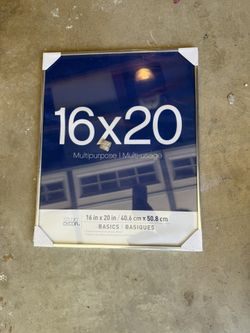 16x20
Multipurpose | Multi-usage
16 in x 20 in / 40.6 cm x 50.8 cm
BASICS / BASIQUES